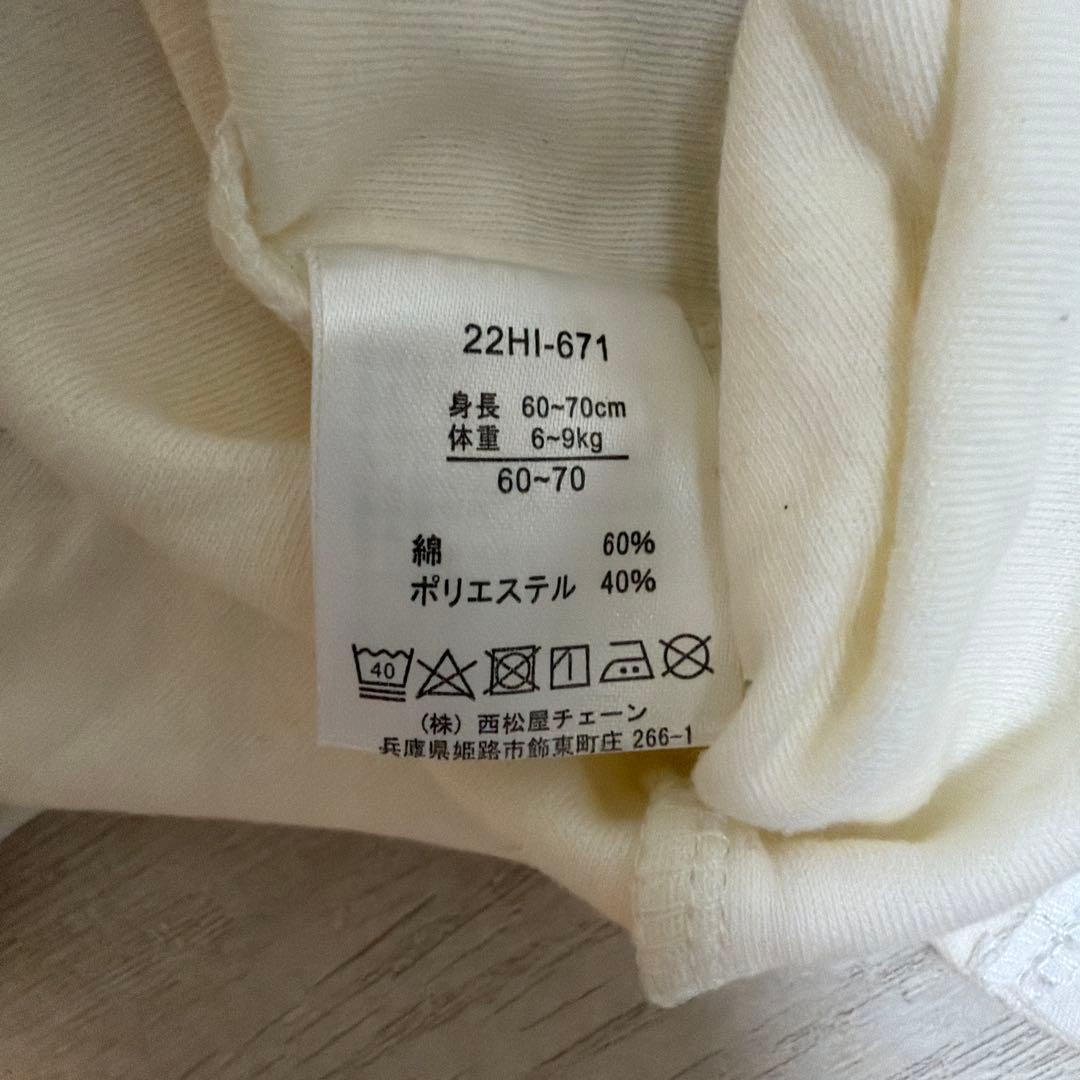 22HI-671
身長 60~70cm
体重 6~9kg
60~70
綿 60%
ポリエステル 40%
40
(株) 西松屋チェーン
兵庫県姫路市飾東町庄 266-1